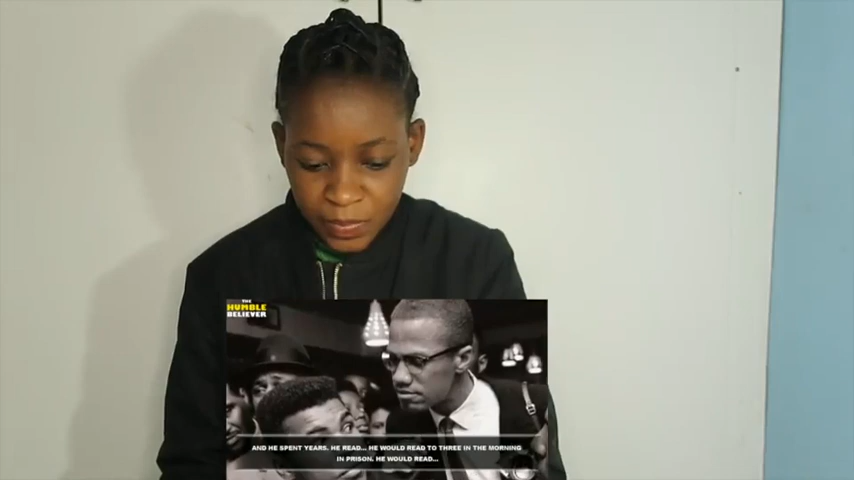 THE
HUMBLE
BELIEVER
AND HE SPENT YEARS. HE READ... HE WOULD READ TO THREE IN THE MORNING
IN PRISON. HE WOULD READ...